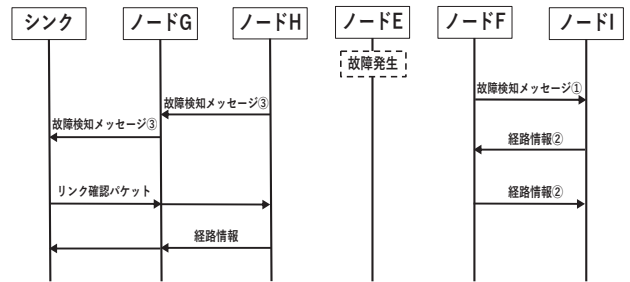 シンク
ノードG
ノードH
ノードE
ノードF
ノードI
故障発生
故障検知メッセージ①
故障検知メッセージ③
故障検知メッセージ③
経路情報②
リンク確認パケット
経路情報②
経路情報